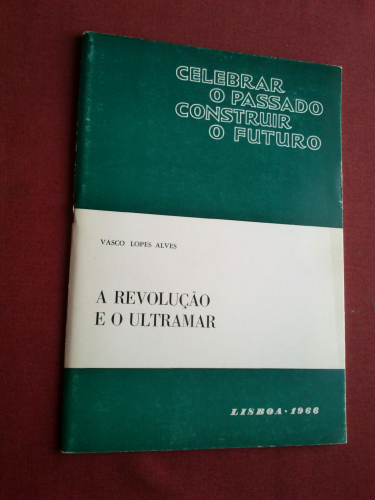 CELEBRAR
O PASSADO
CONSTRUIR
O FUTURO
VASCO LOPES ALVES
A REVOLUÇÃO
E O ULTRAMAR
LISBOA · 1966